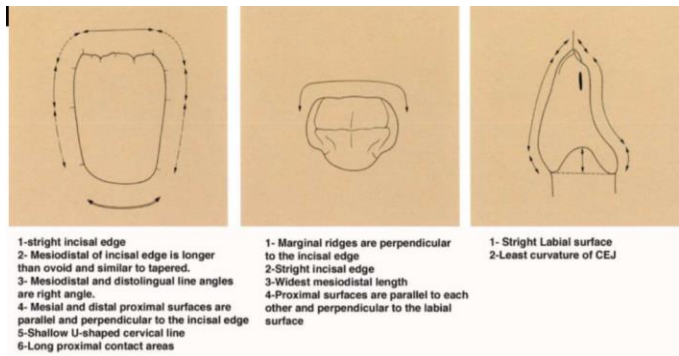 1-stright incisal edge
2- Mesiodistal of incisal edge is longer
than ovoid and similar to tapered.
3- Mesiodistal and distolingual line angles
are right angle.
4- Mesial and distal proximal surfaces are
parallel and perpendicular to the incisal edge
5-Shallow U-shaped cervical line
6-Long proximal contact areas
1- Marginal ridges are perpendicular
to the incisal edge
2-Stright incisal edge
3-Widest mesiodistal length
4-Proximal surfaces are parallel to each
other and perpendicular to the labial
surface
1- Stright Labial surface
2-Least curvature of CEJ